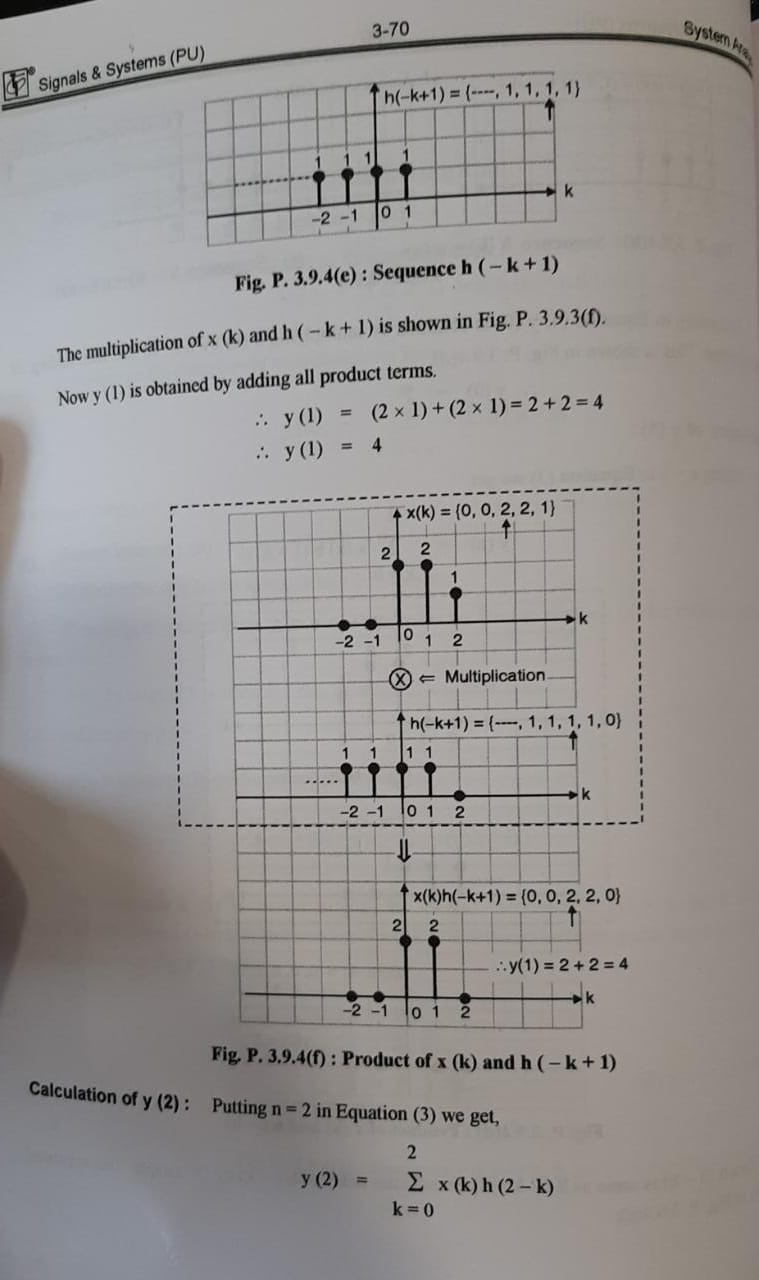 3-70
Signals & Systems (PU)
System
h(–k+1) = {----, 1, 1, 1, 1}
1 1 1 1
k
–2 –1 0 1
Fig. P. 3.9.4(e) : Sequence h ( – k + 1)
The multiplication of x (k) and h ( – k + 1) is shown in Fig. P. 3.9.3(f).
Now y (1) is obtained by adding all product terms.
∴ y (1) = (2 × 1) + (2 × 1) = 2 + 2 = 4
∴ y (1) = 4
x(k) = {0, 0, 2, 2, 1}
2 2
1
k
–2 –1 0 1 2
X ⇐ Multiplication
h(–k+1) = {----, 1, 1, 1, 1, 0}
1 1 1 1
k
–2 –1 0 1 2
⇓
x(k)h(–k+1) = {0, 0, 2, 2, 0}
2 2
∴y(1) = 2 + 2 = 4
k
–2 –1 0 1 2
Fig. P. 3.9.4(f) : Product of x (k) and h ( – k + 1)
Calculation of y (2) : Putting n = 2 in Equation (3) we get,
2
y (2) = Σ x (k) h (2 – k)
k = 0